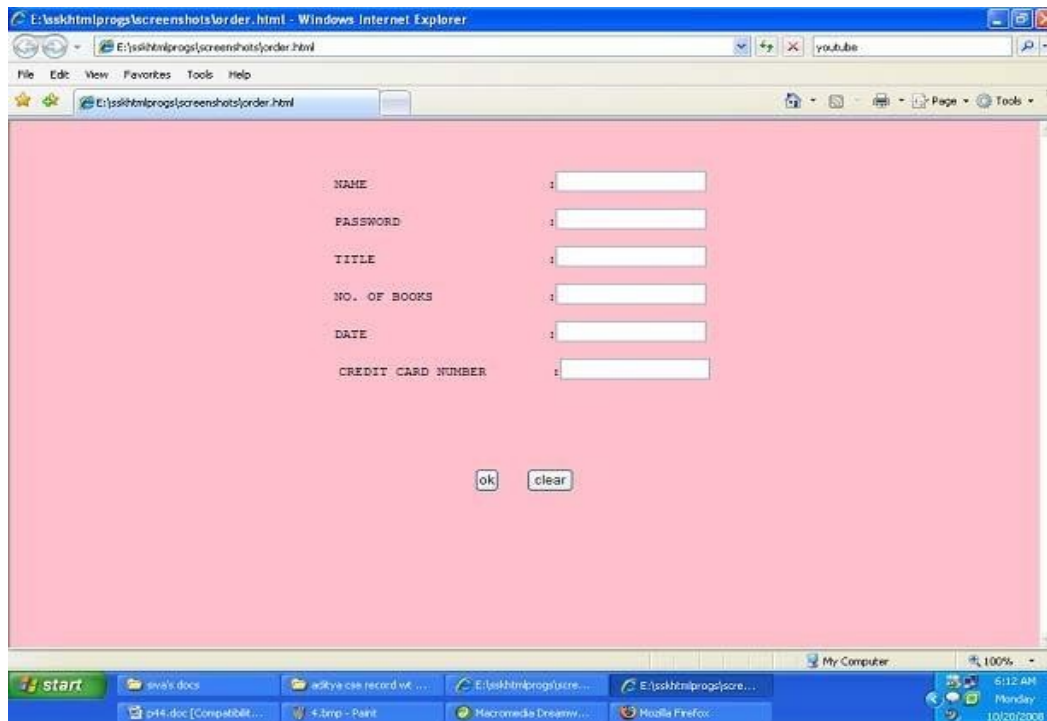 E:\sskhtmlprogs\screenshots\order.html - Windows Internet Explorer
E:\sskhtmlprogs\screenshots\order.html
youtube
File Edit View Favorites Tools Help
E:\sskhtmlprogs\screenshots\order.html
Page Tools
NAME :
PASSWORD :
TITLE :
NO. OF BOOKS :
DATE :
CREDIT CARD NUMBER :
ok clear
My Computer 100%
start siva's docs aditya cse record wt ... E:\sskhtmlprogs\scre... E:\sskhtmlprogs\scre... 6:12 AM
Monday
p44.doc [Compatibilit... 4.bmp - Paint Macromedia Dreamw... Mozilla Firefox 10/20/2008